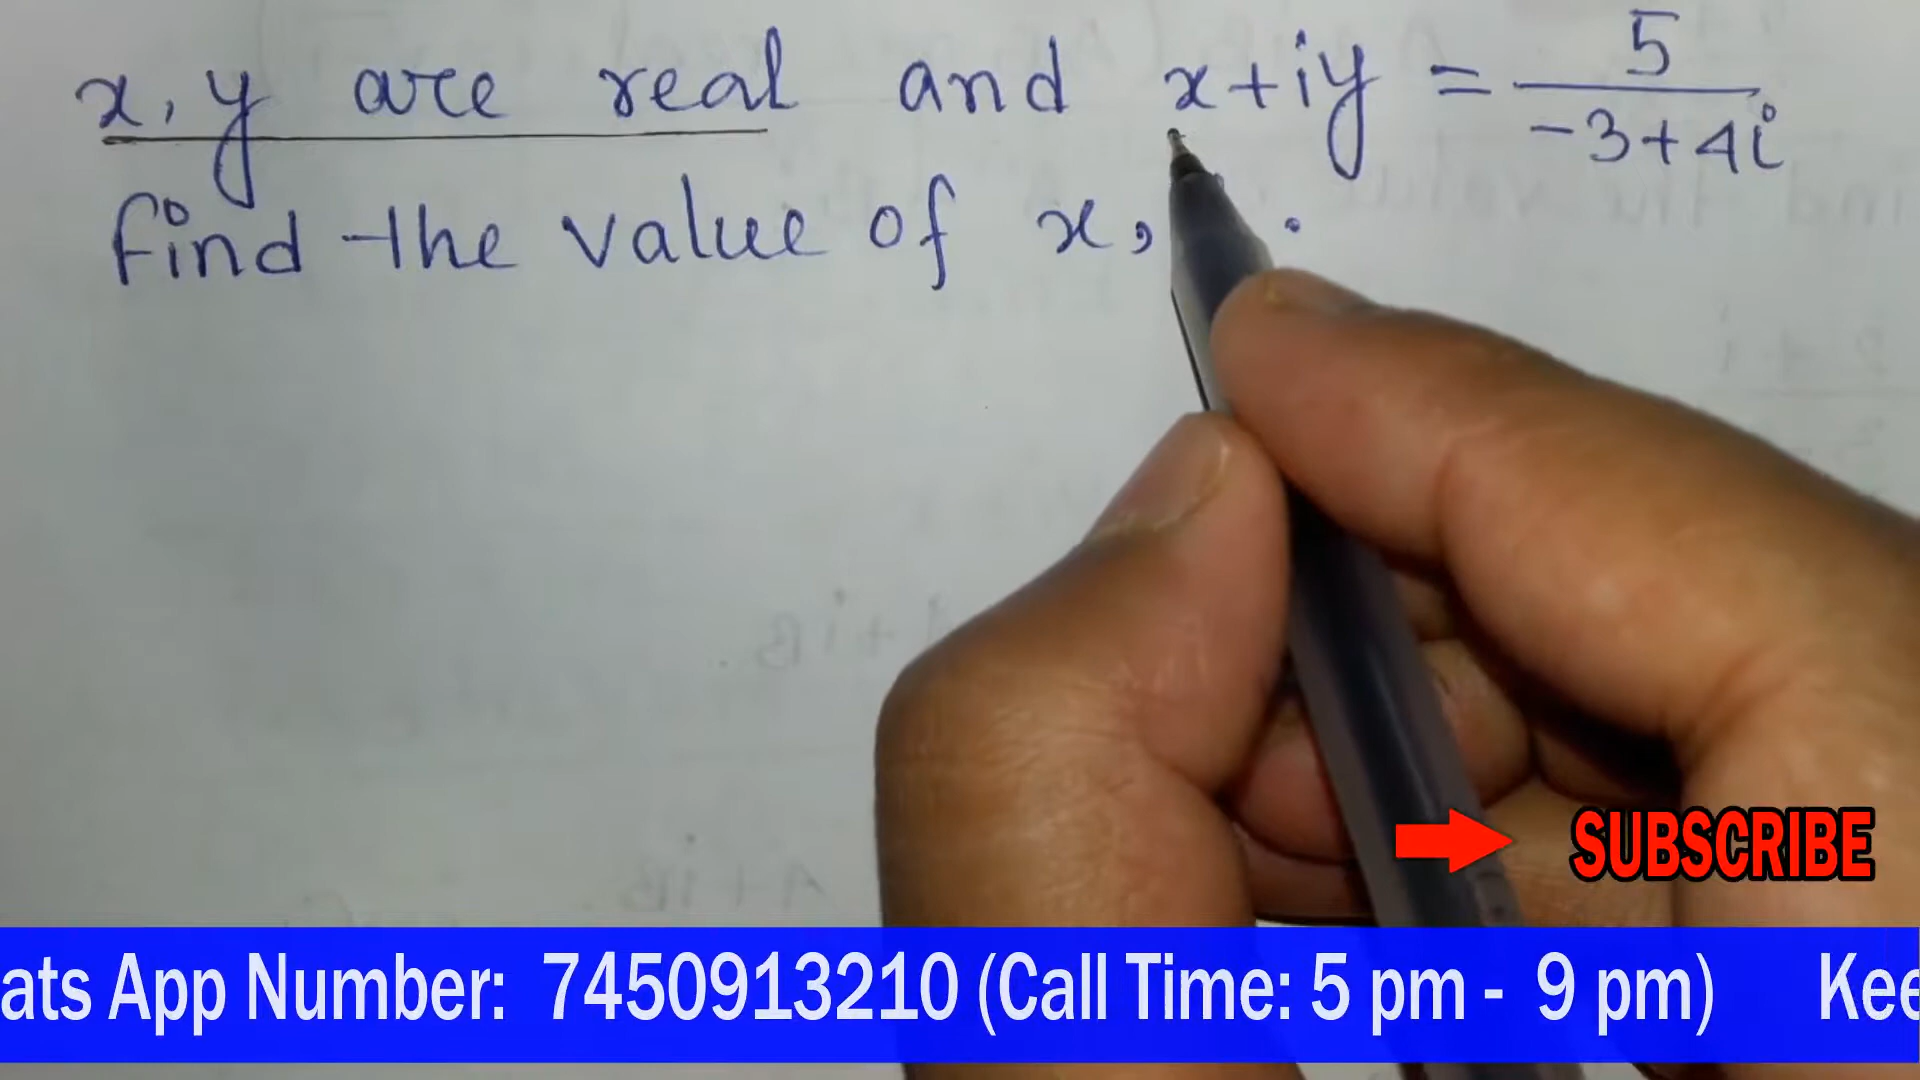 x, y are real and x+iy = 5/(-3+4i)
find the value of x, .
SUBSCRIBE
ats App Number: 7450913210 (Call Time: 5 pm - 9 pm) Kee